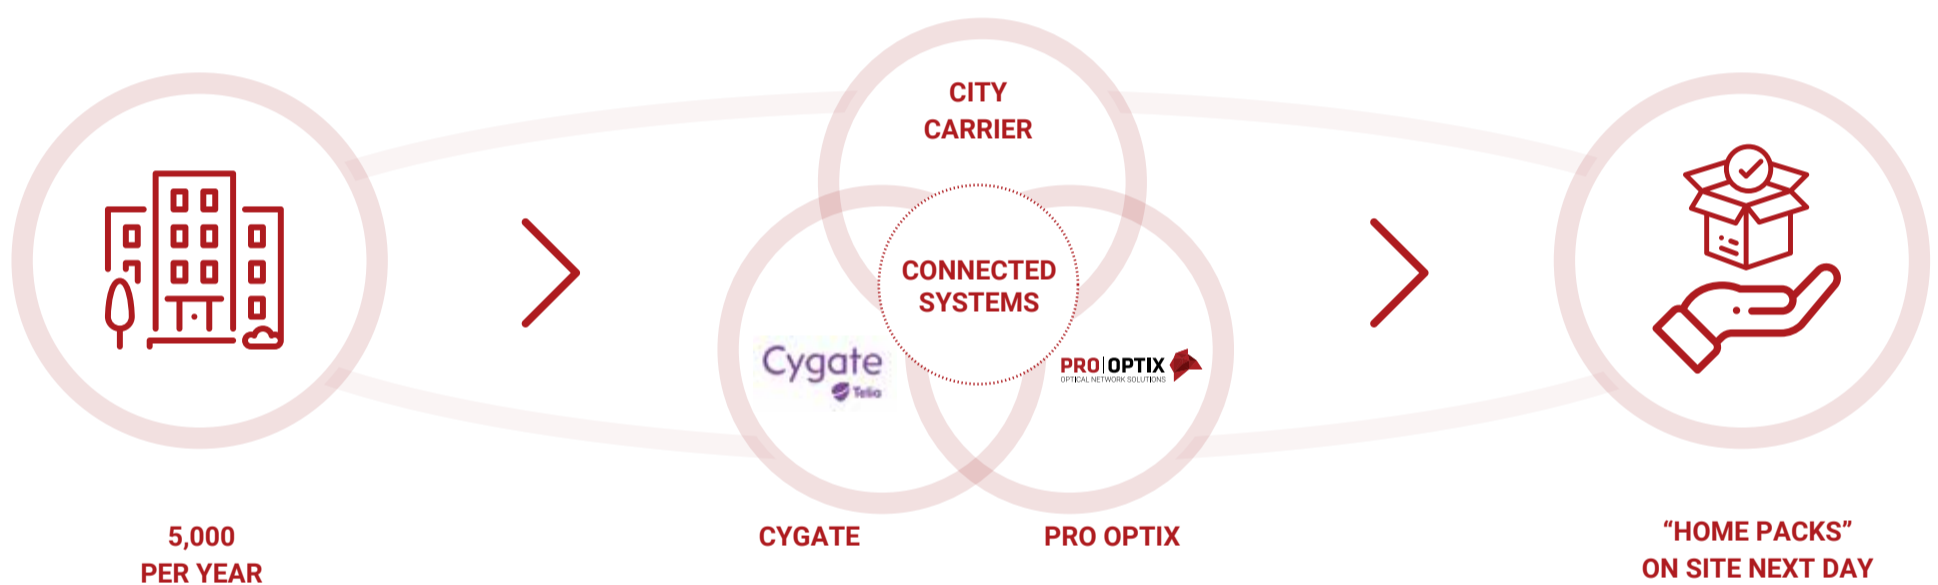 CITY
CARRIER
CONNECTED
SYSTEMS
Cygate
Telia
PRO OPTIX
OPTICAL NETWORK SOLUTIONS
5,000
PER YEAR
CYGATE
PRO OPTIX
“HOME PACKS”
ON SITE NEXT DAY